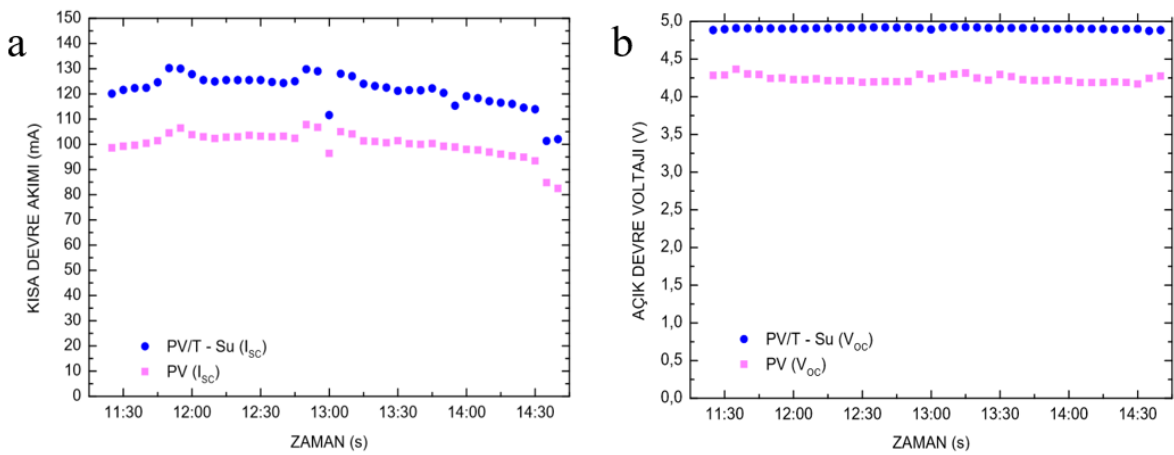 a
KISA DEVRE AKIMI (mA)
150
140
130
120
110
100
90
80
70
60
50
40
30
20
10
0
PV/T - Su (I_SC)
PV (I_SC)
11:30 12:00 12:30 13:00 13:30 14:00 14:30
ZAMAN (s)
b
AÇIK DEVRE VOLTAJI (V)
5,0
4,5
4,0
3,5
3,0
2,5
2,0
1,5
1,0
0,5
0,0
PV/T - Su (V_OC)
PV (V_OC)
11:30 12:00 12:30 13:00 13:30 14:00 14:30
ZAMAN (s)